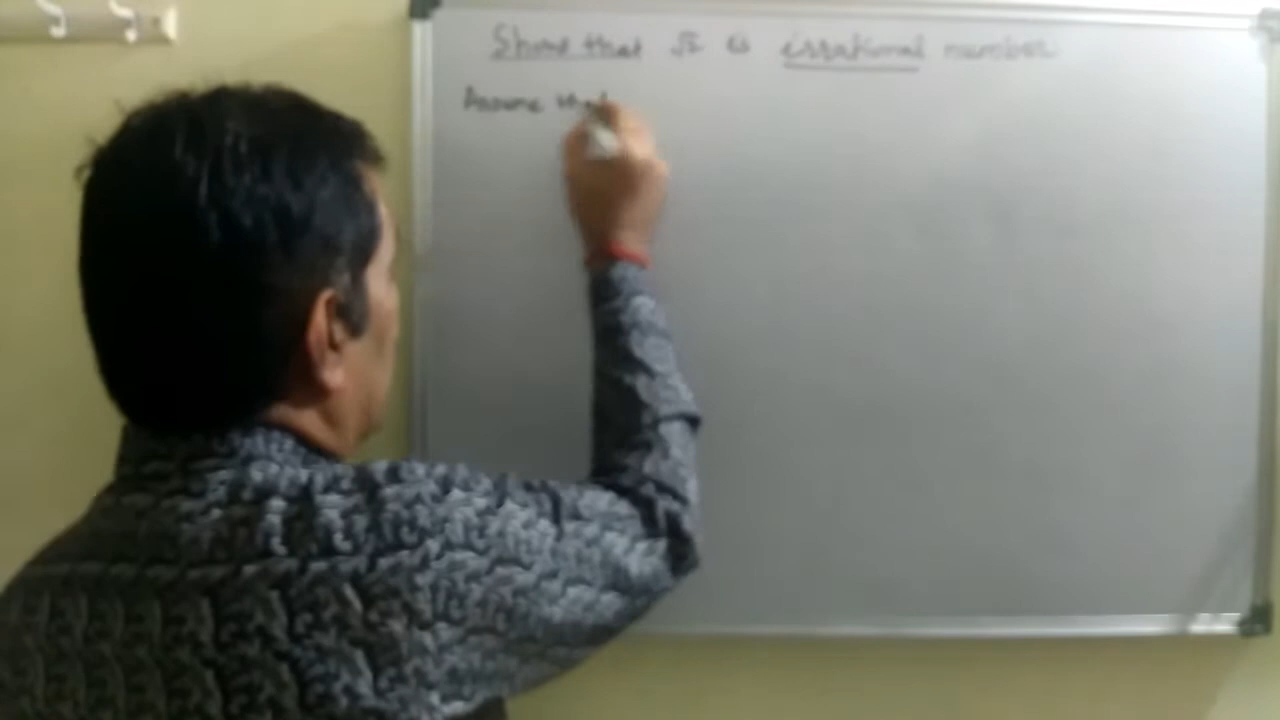 Show that √2 is irrational number
Assume that